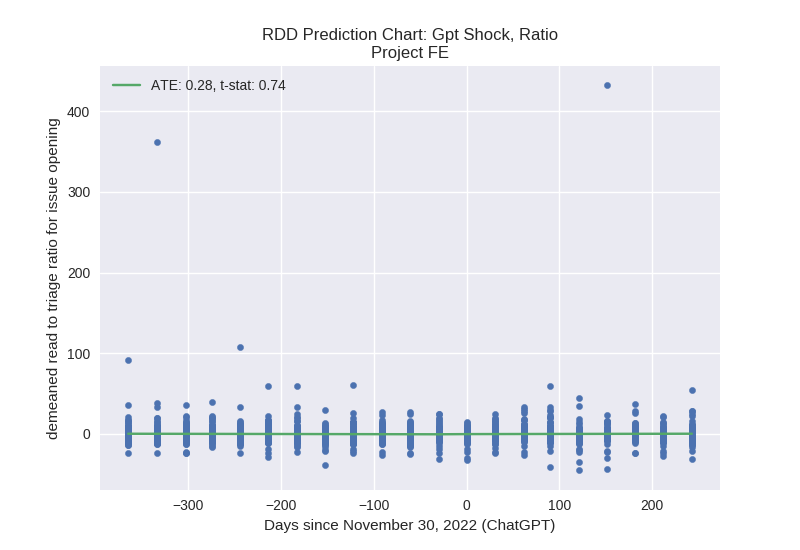 RDD Prediction Chart: Gpt Shock, Ratio
Project FE
ATE: 0.28, t-stat: 0.74
demeaned read to triage ratio for issue opening
400
300
200
100
0
−300
−200
−100
0
100
200
Days since November 30, 2022 (ChatGPT)